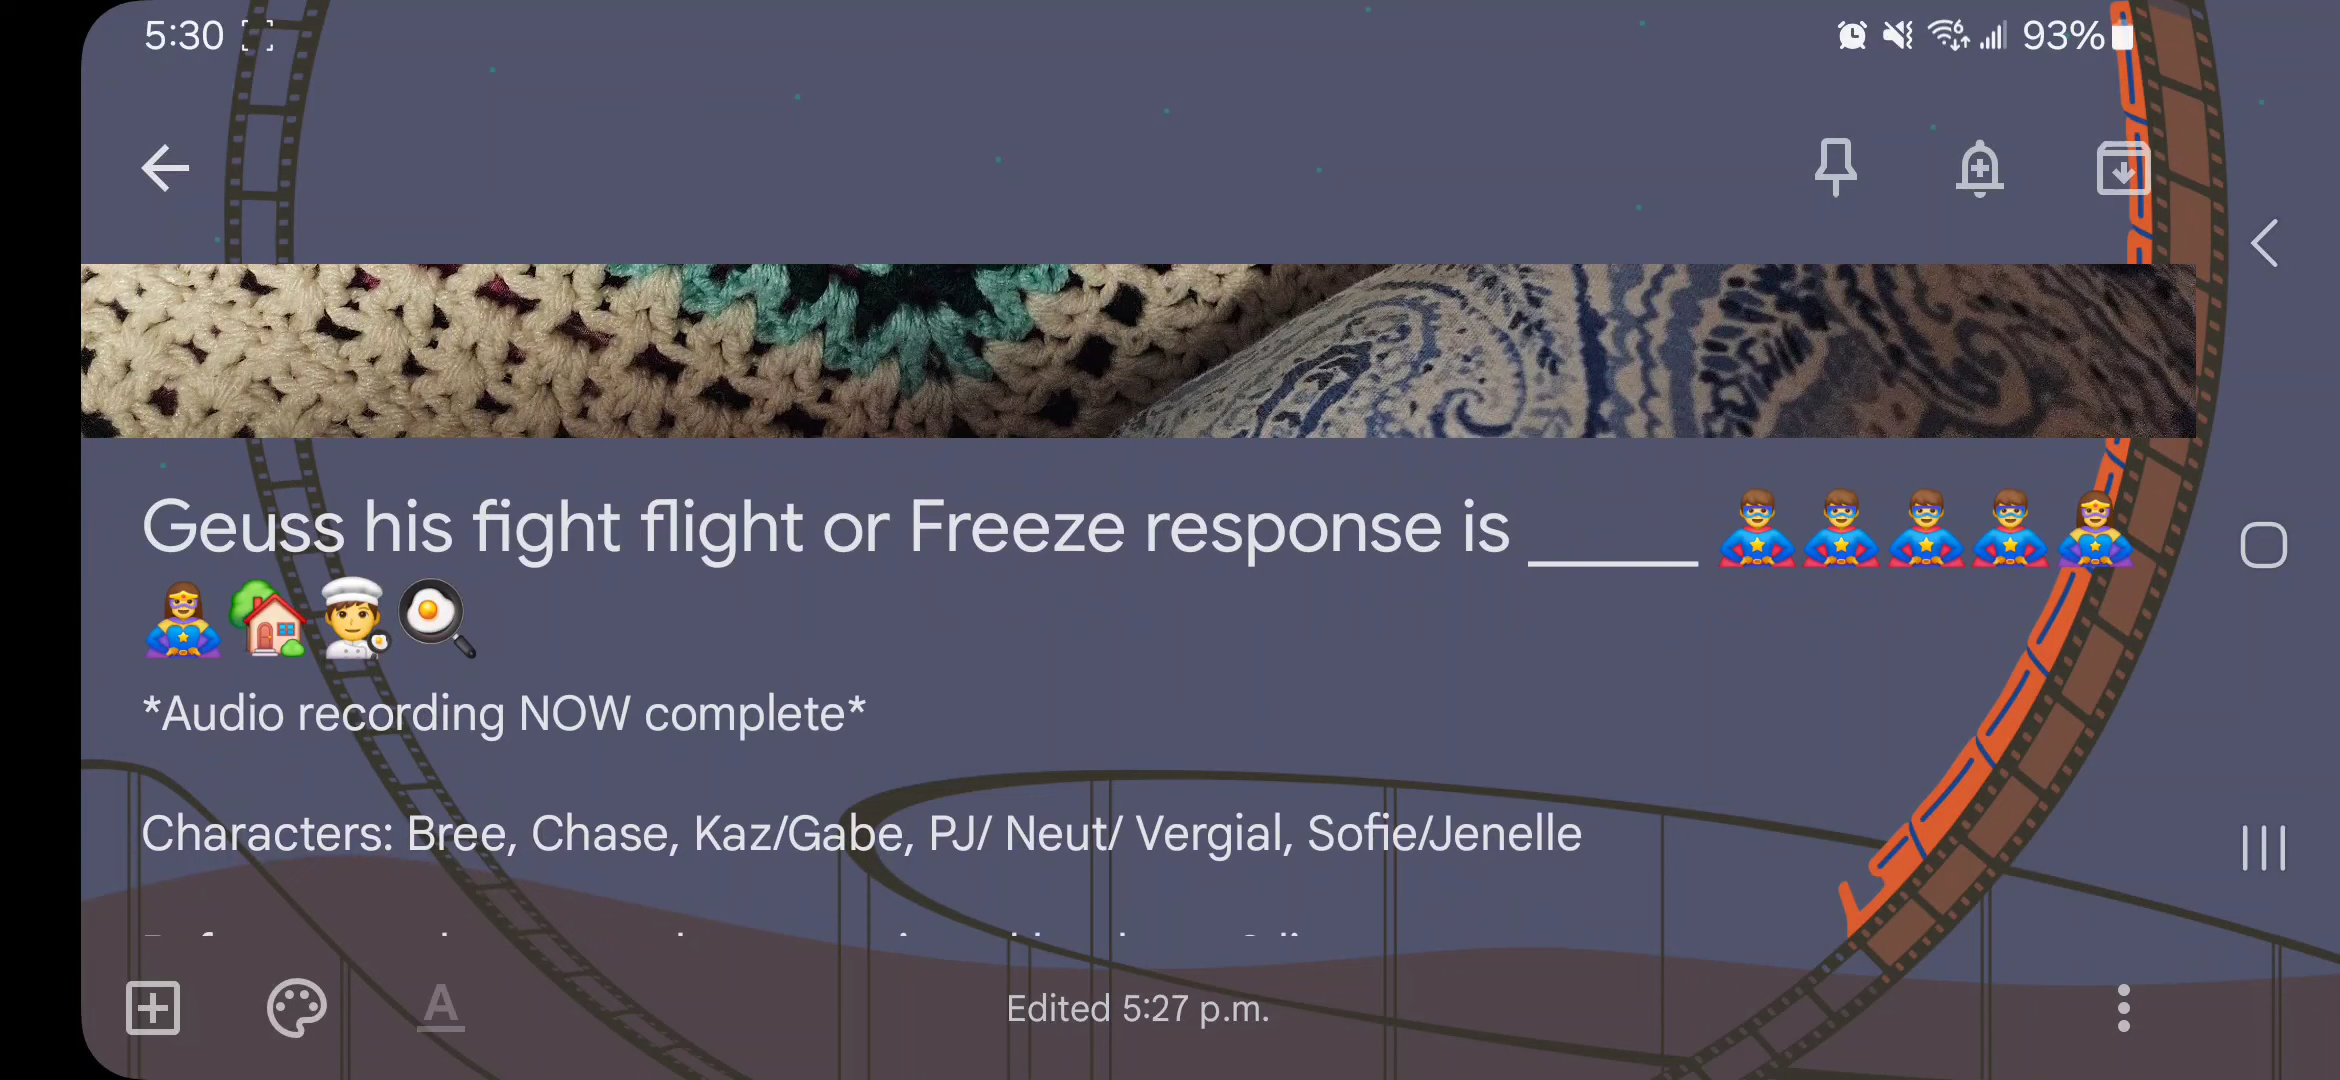 5:30
93%
Geuss his fight flight or Freeze response is _____ 🦸‍♂️🦸‍♂️🦸‍♂️🦸‍♂️🦸‍♀️
🦸‍♀️🏡🧑‍🍳🍳
*Audio recording NOW complete*
Characters: Bree, Chase, Kaz/Gabe, PJ/ Neut/ Vergial, Sofie/Jenelle
Edited 5:27 p.m.